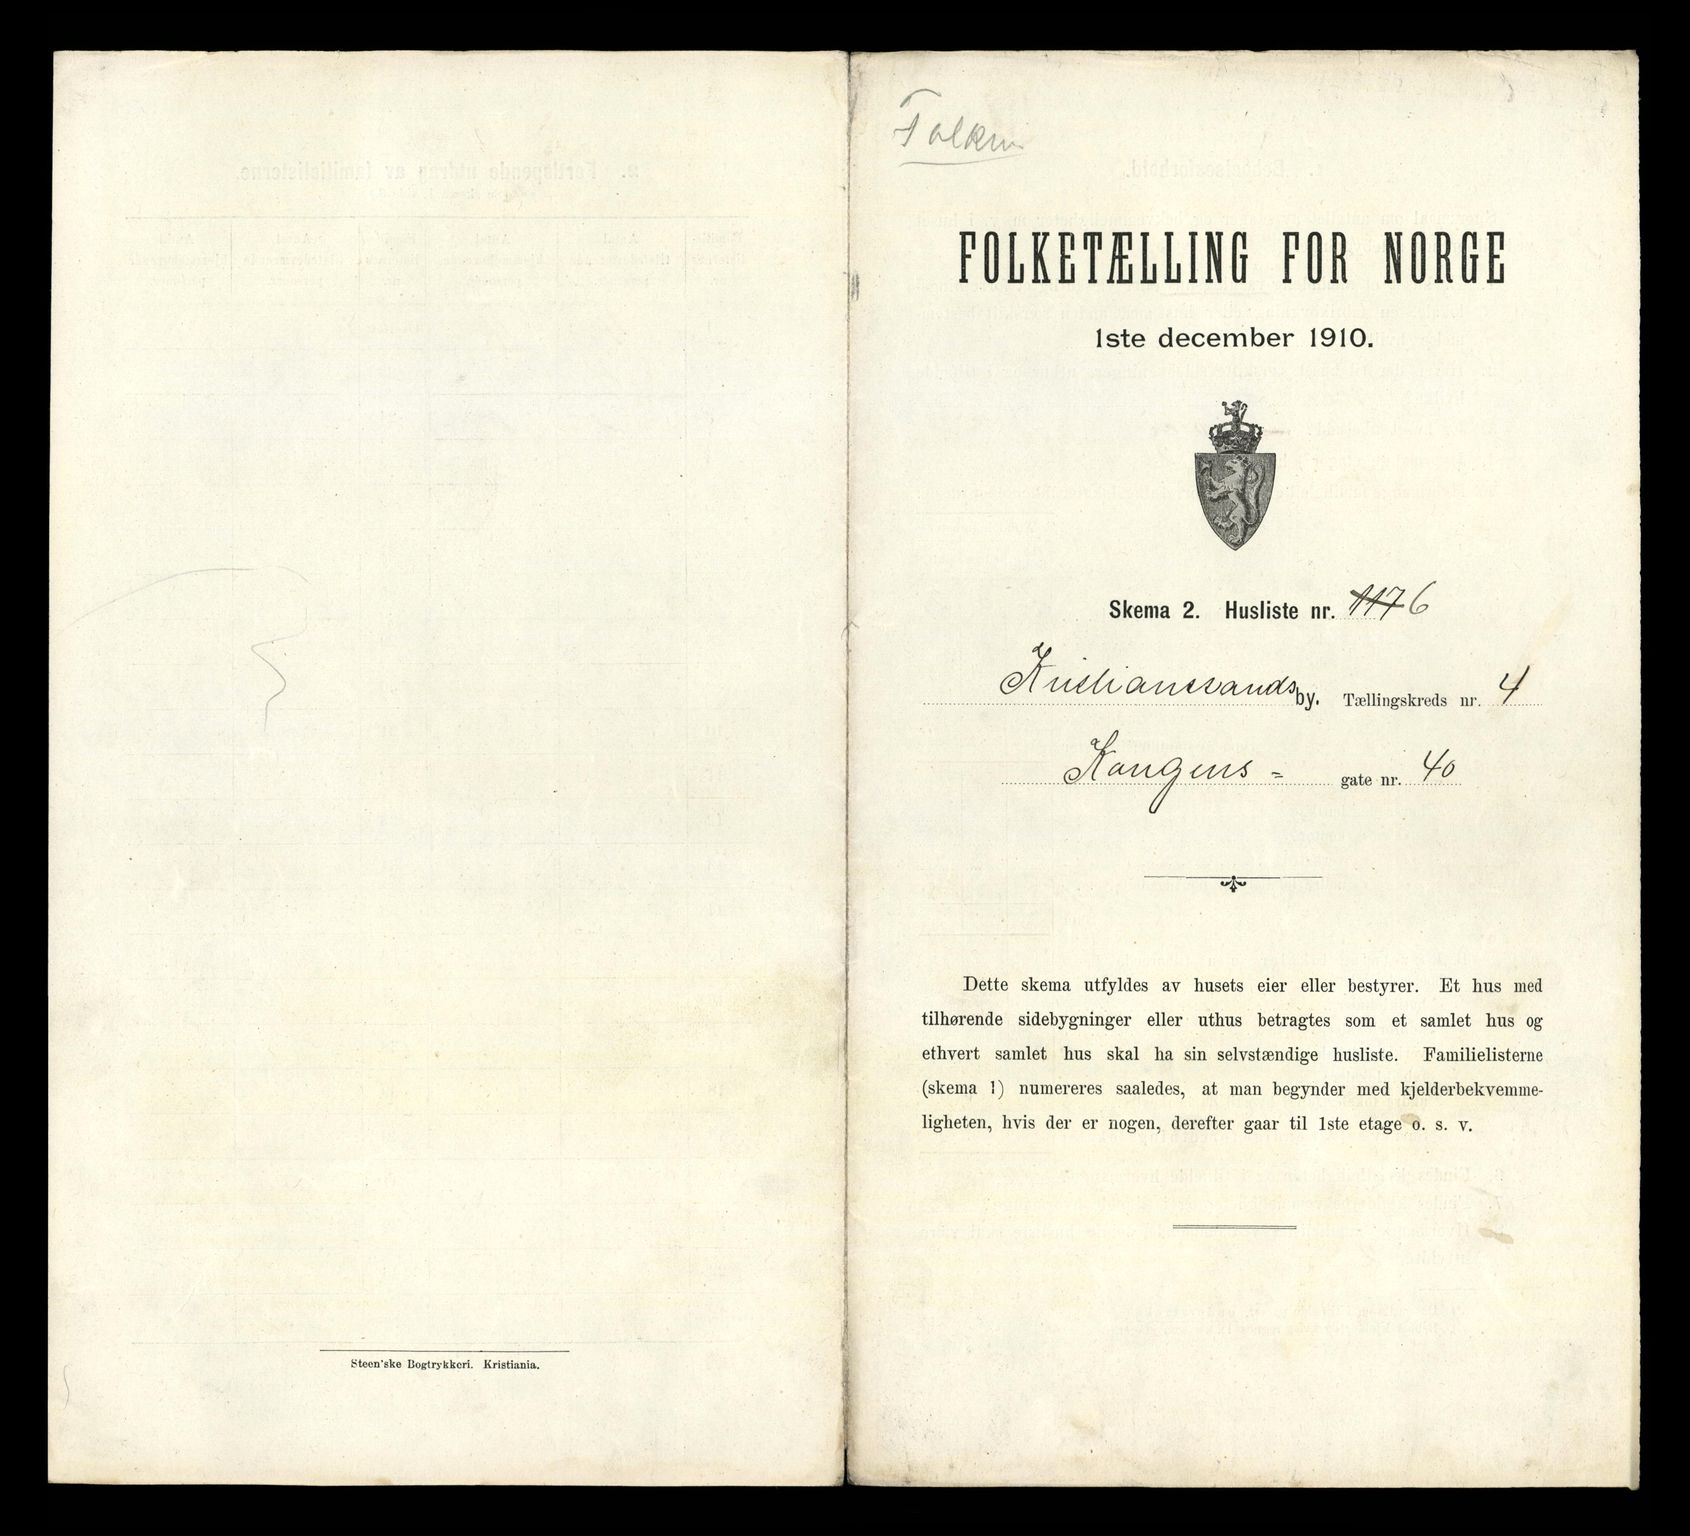 Steen'ske Bogtrykkeri. Kristiania.
FOLKETÆLLING FOR NORGE
1ste december 1910.
Skema 2. Husliste nr. 117 6
Kristianssands by. Tællingskreds nr. 4
Kongens = gate nr. 40
Dette skema utfyldes av husets eier eller bestyrer. Et hus med
tilhørende sidebygninger eller uthus betragtes som et samlet hus og
ethvert samlet hus skal ha sin selvstændige husliste. Familielisterne
(skema 1) numereres saaledes, at man begynder med kjelderbekvemme-
ligheten, hvis der er nogen, derefter gaar til 1ste etage o. s. v.